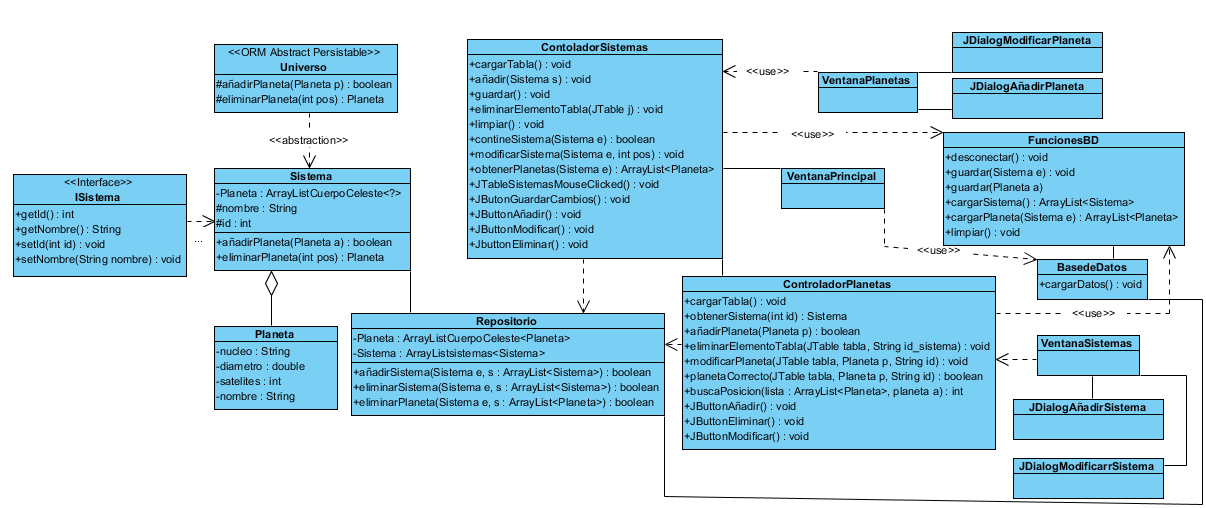 <<ORM Abstract Persistable>>
Universo
#añadirPlaneta(Planeta p) : boolean
#eliminarPlaneta(int pos) : Planeta
<<abstraction>>
<<Interface>>
ISistema
+getId() : int
+getNombre() : String
+setId(int id) : void
+setNombre(String nombre) : void
...
Sistema
-Planeta : ArrayListCuerpoCeleste<?>
#nombre : String
#id : int
+añadirPlaneta(Planeta a) : boolean
+eliminarPlaneta(int pos) : Planeta
Planeta
-nucleo : String
-diametro : double
-satelites : int
-nombre : String
ContoladorSistemas
+cargarTabla() : void
+añadir(Sistema s) : void
+guardar() : void
+eliminarElementoTabla(JTable j) : void
+limpiar() : void
+contineSistema(Sistema e) : boolean
+modificarSistema(Sistema e, int pos) : void
+obtenerPlanetas(Sistema e) : ArrayList<Planeta>
+JTableSistemasMouseClicked() : void
+JButonGuardarCambios() : void
+JButtonAñadir() : void
+JButtonModificar() : void
+JbuttonEliminar() : void
Repositorio
-Planeta : ArrayListCuerpoCeleste<Planeta>
-Sistema : ArrayListsistemas<Sistema>
+añadirSistema(Sistema e, s : ArrayList<Sistema>) : boolean
+eliminarSistema(Sistema e, s : ArrayList<Sistema>) : boolean
+eliminarPlaneta(Sistema e, s : ArrayList<Planeta>) : boolean
<<use>>
VentanaPlanetas
JDialogModificarPlaneta
JDialogAñadirPlaneta
<<use>>
FuncionesBD
+desconectar() : void
+guardar(Sistema e) : void
+guardar(Planeta a)
+cargarSistema() : ArrayList<Sistema>
+cargarPlaneta(Sistema e) : ArrayList<Planeta>
+limpiar() : void
VentanaPrincipal
<<use>>
BasedeDatos
+cargarDatos() : void
ControladorPlanetas
+cargarTabla() : void
+obtenerSistema(int id) : Sistema
+añadirPlaneta(Planeta p) : boolean
+eliminarElementoTabla(JTable tabla, String id_sistema) : void
+modificarPlaneta(JTable tabla, Planeta p, String id) : void
+planetaCorrecto(JTable tabla, Planeta p, String id) : boolean
+buscaPosicion(lista : ArrayList<Planeta>, planeta a) : int
+JButtonAñadir() : void
+JButtonEliminar() : void
+JButtonModificar() : void
<<use>>
VentanaSistemas
JDialogAñadirSistema
JDialogModificarrSistema